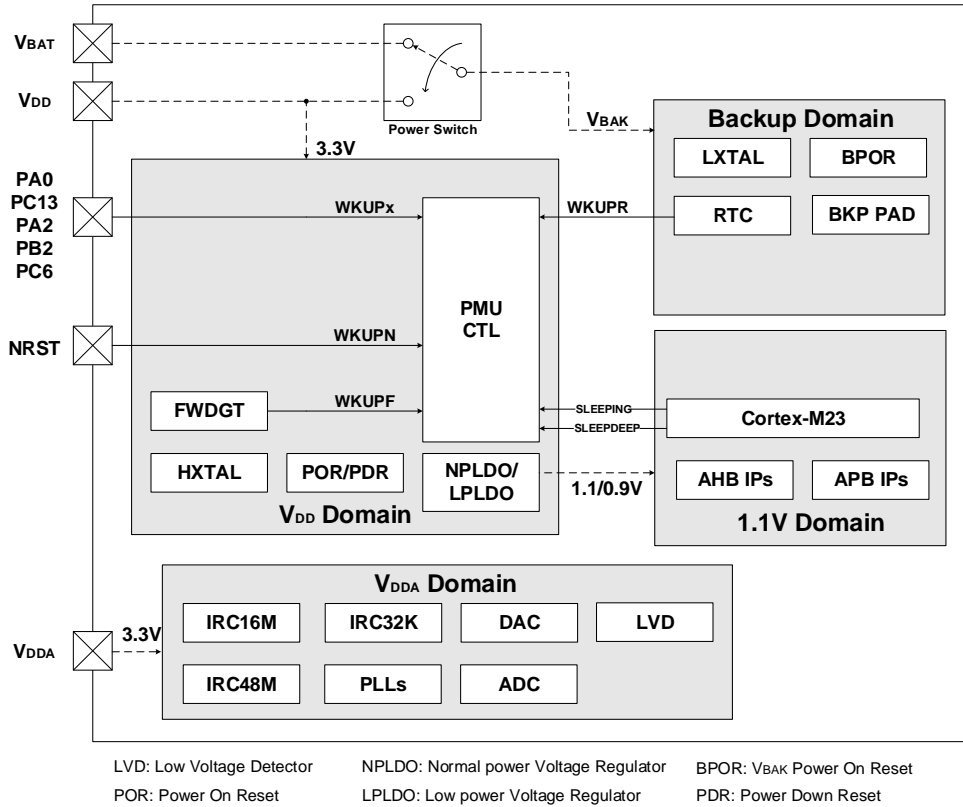 VBAT
VDD
Power Switch
3.3V
VBAK
Backup Domain
LXTAL
BPOR
RTC
BKP PAD
PA0
PC13
PA2
PB2
PC6
WKUPx
WKUPR
PMU
CTL
NRST
WKUPN
FWDGT
WKUPF
SLEEPING
SLEEPDEEP
Cortex-M23
HXTAL
POR/PDR
NPLDO/
LPLDO
1.1/0.9V
AHB IPs
APB IPs
VDD Domain
1.1V Domain
VDDA Domain
VDDA
3.3V
IRC16M
IRC32K
DAC
LVD
IRC48M
PLLs
ADC
LVD: Low Voltage Detector
NPLDO: Normal power Voltage Regulator
BPOR: VBAK Power On Reset
POR: Power On Reset
LPLDO: Low power Voltage Regulator
PDR: Power Down Reset